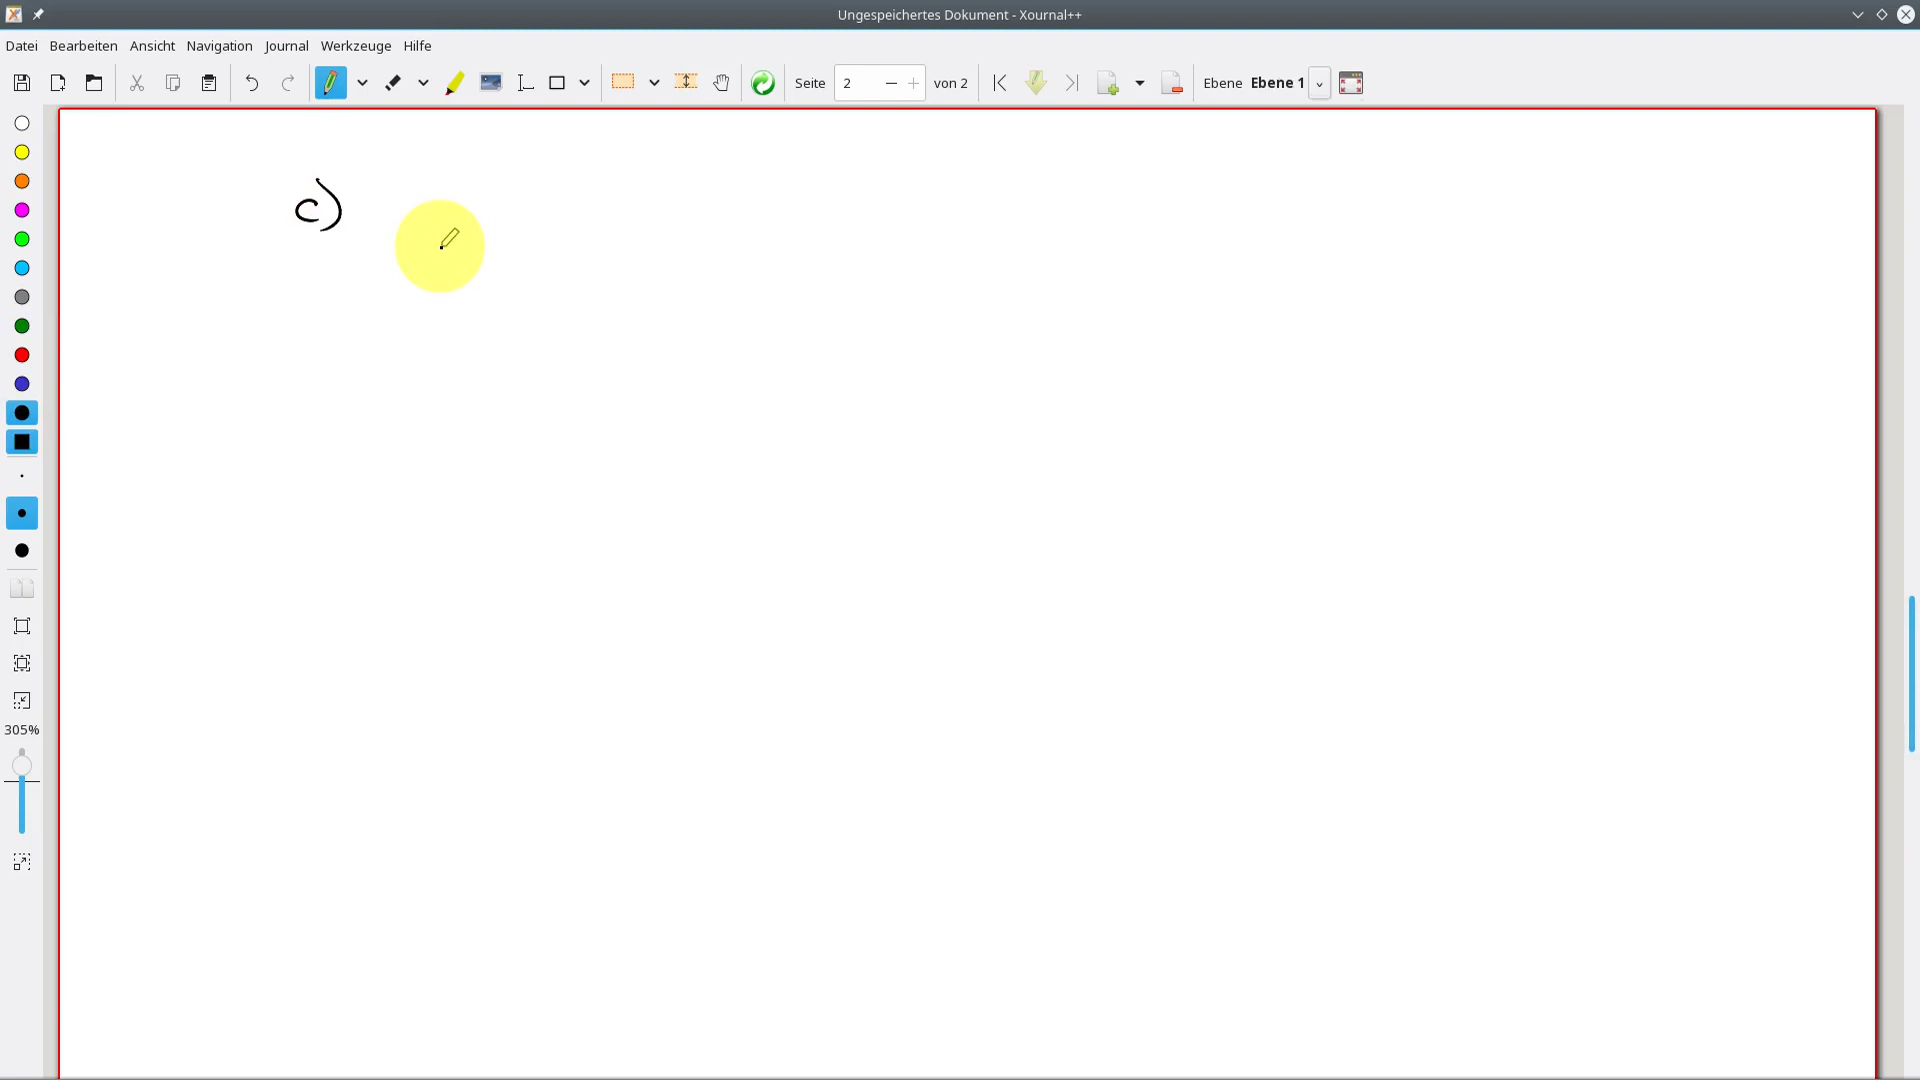 Ungespeichertes Dokument - Xournal++
Datei Bearbeiten Ansicht Navigation Journal Werkzeuge Hilfe
Seite 2 von 2 Ebene Ebene 1
c)
305%